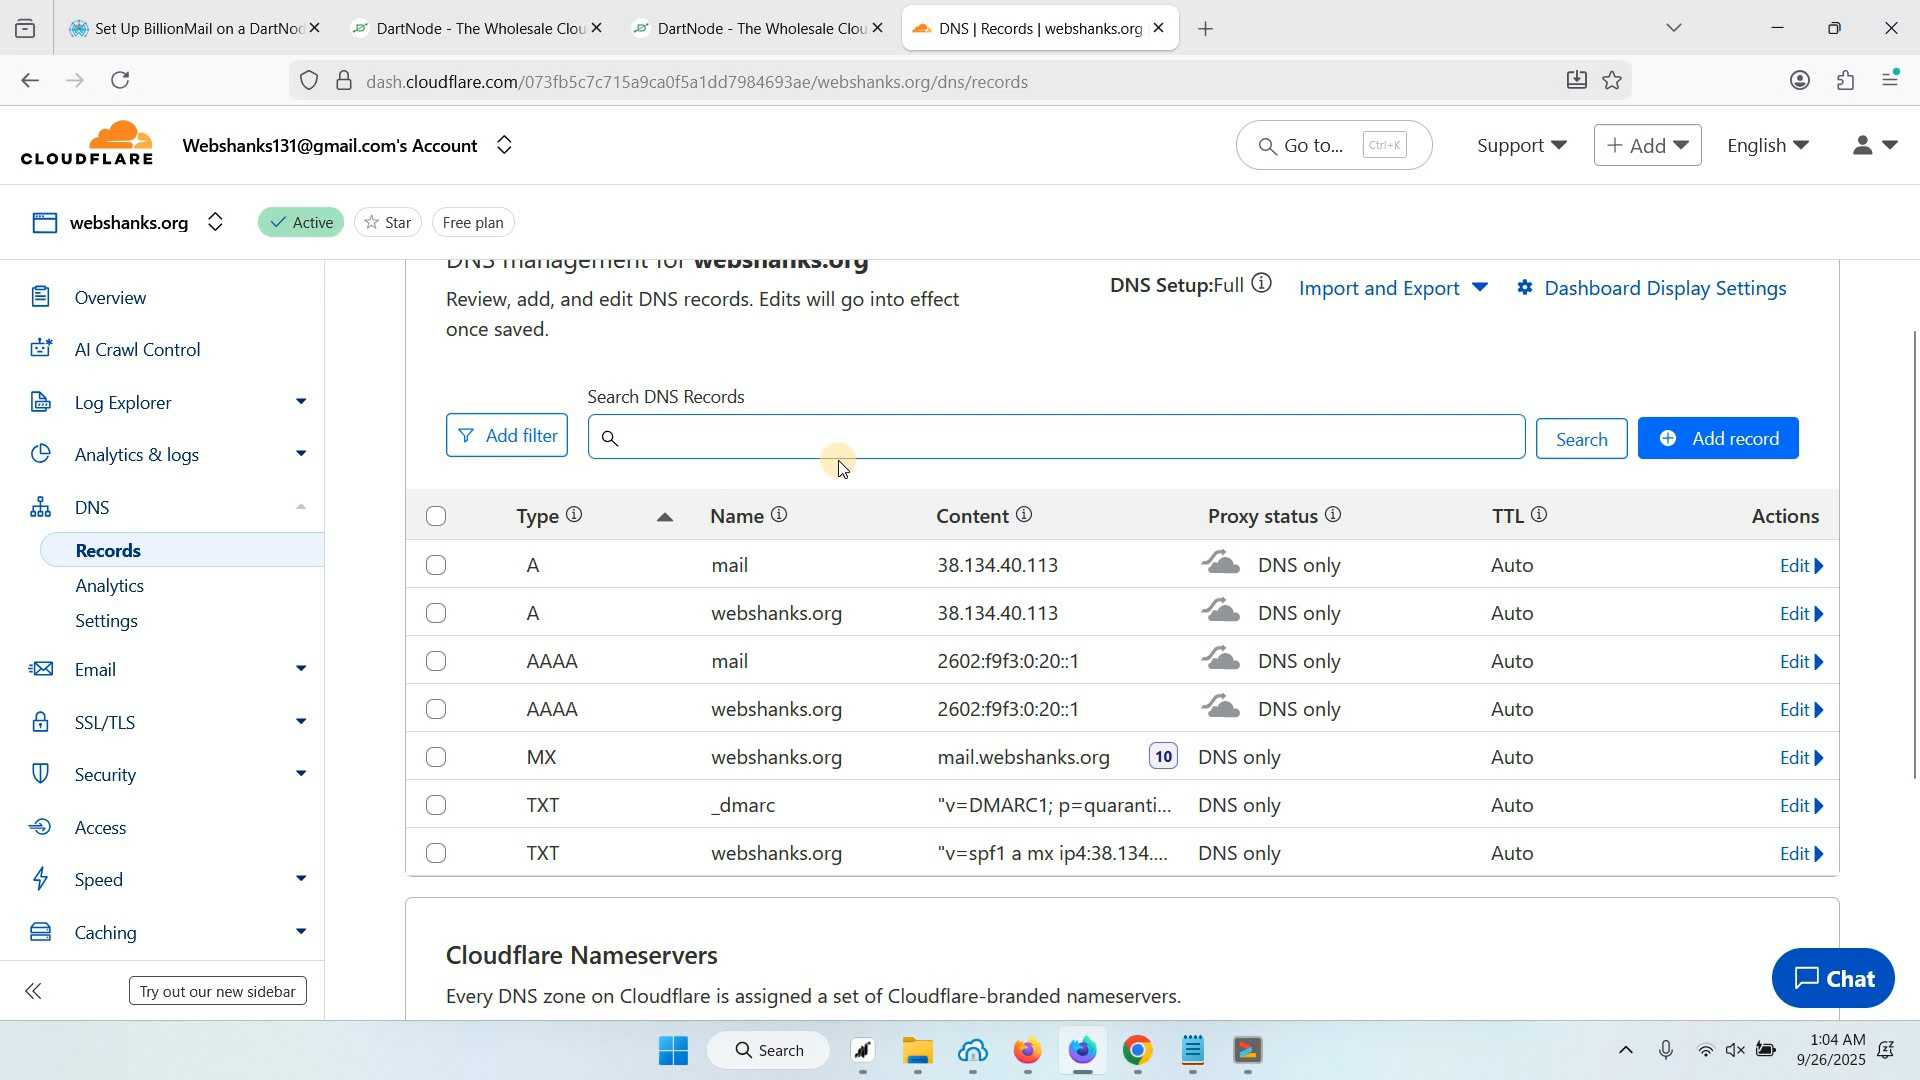 Set Up BillionMail on a DartNod
DartNode - The Wholesale Clou
DartNode - The Wholesale Clou
DNS | Records | webshanks.org
dash.cloudflare.com/073fb5c7c715a9ca0f5a1dd7984693ae/webshanks.org/dns/records
CLOUDFLARE
Webshanks131@gmail.com's Account
Go to... Ctrl+K
Support
+ Add
English
webshanks.org
Active
Star
Free plan
Overview
AI Crawl Control
Log Explorer
Analytics & logs
DNS
Records
Analytics
Settings
Email
SSL/TLS
Security
Access
Speed
Caching
Try out our new sidebar
DNS management for webshanks.org
Review, add, and edit DNS records. Edits will go into effect
once saved.
DNS Setup:Full
Import and Export
Dashboard Display Settings
Search DNS Records
Add filter
Search
Add record
Type Name Content Proxy status TTL Actions
A mail 38.134.40.113 DNS only Auto Edit
A webshanks.org 38.134.40.113 DNS only Auto Edit
AAAA mail 2602:f9f3:0:20::1 DNS only Auto Edit
AAAA webshanks.org 2602:f9f3:0:20::1 DNS only Auto Edit
MX webshanks.org mail.webshanks.org 10 DNS only Auto Edit
TXT _dmarc "v=DMARC1; p=quaranti... DNS only Auto Edit
TXT webshanks.org "v=spf1 a mx ip4:38.134.... DNS only Auto Edit
Cloudflare Nameservers
Every DNS zone on Cloudflare is assigned a set of Cloudflare-branded nameservers.
Chat
Search
1:04 AM
9/26/2025